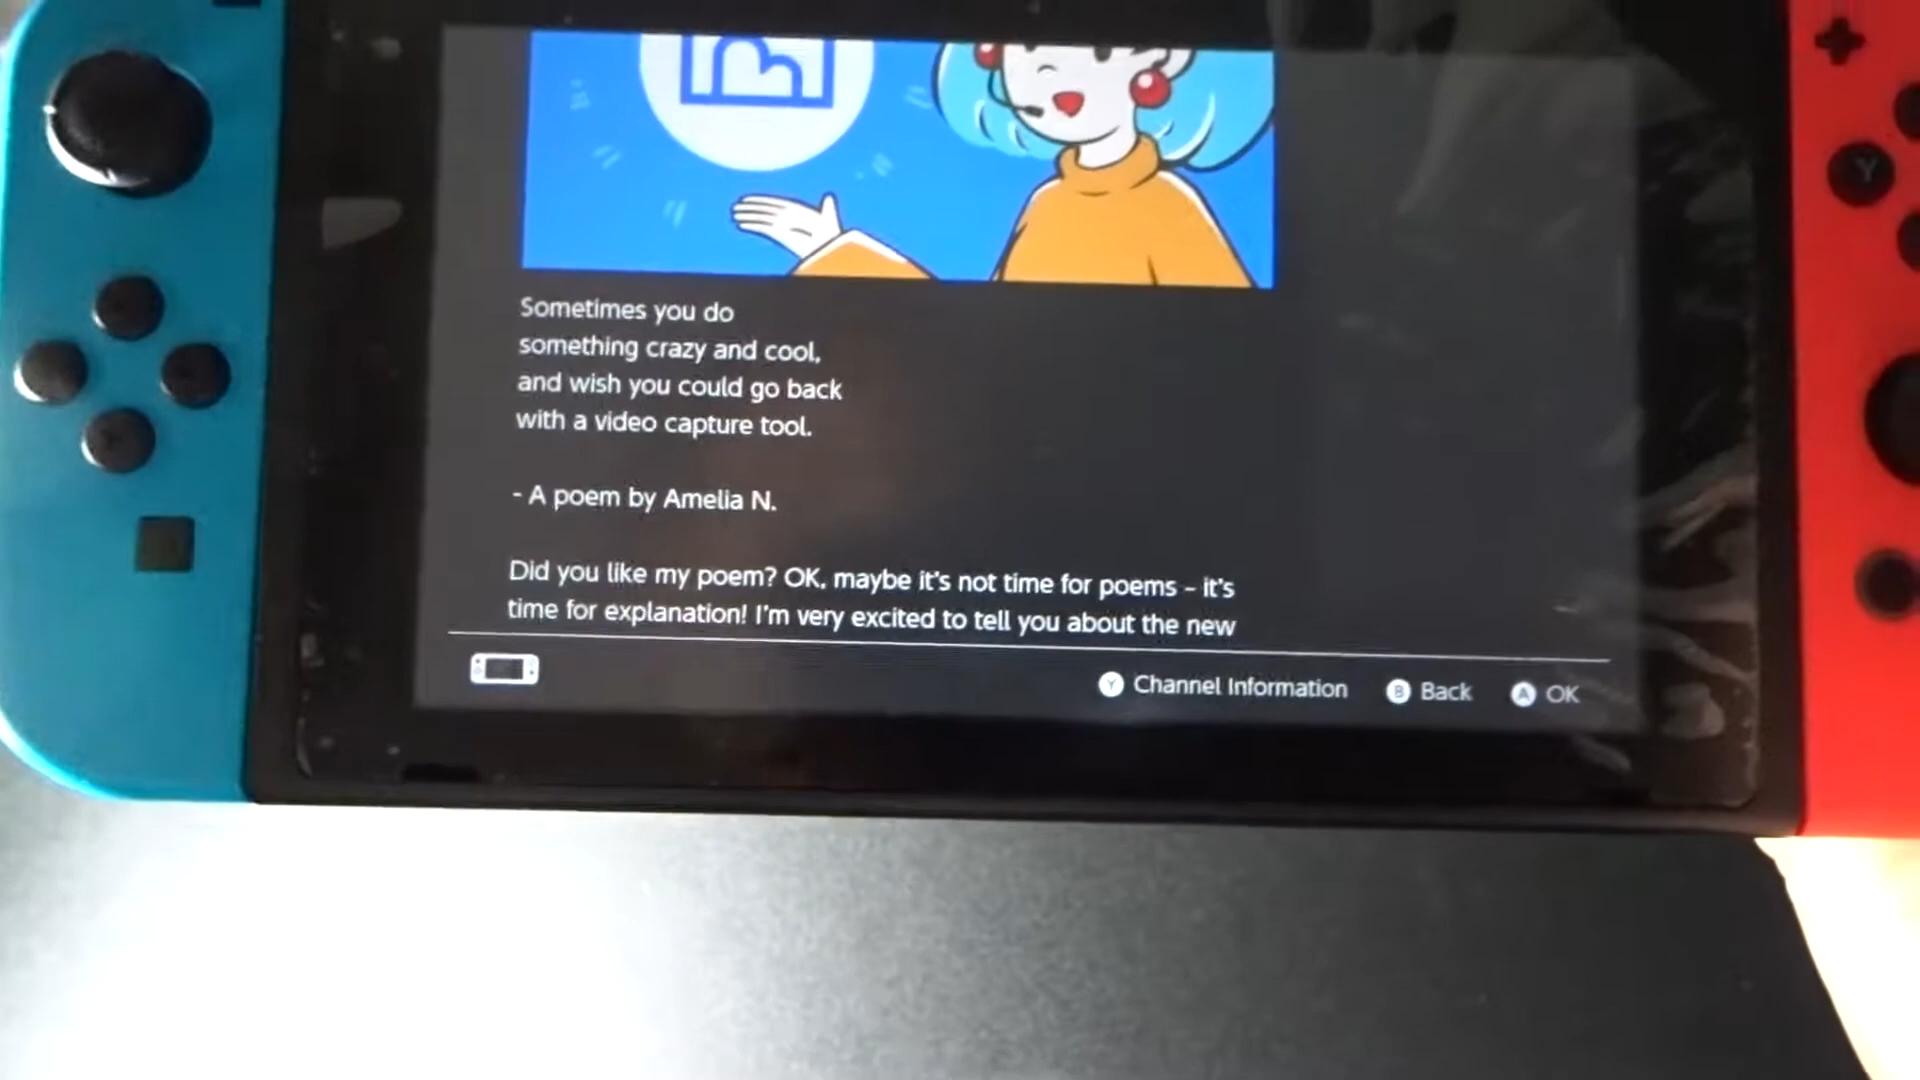 Sometimes you do
something crazy and cool,
and wish you could go back
with a video capture tool.
- A poem by Amelia N.
Did you like my poem? OK, maybe it's not time for poems – it's
time for explanation! I'm very excited to tell you about the new
Y Channel Information B Back A OK
Y